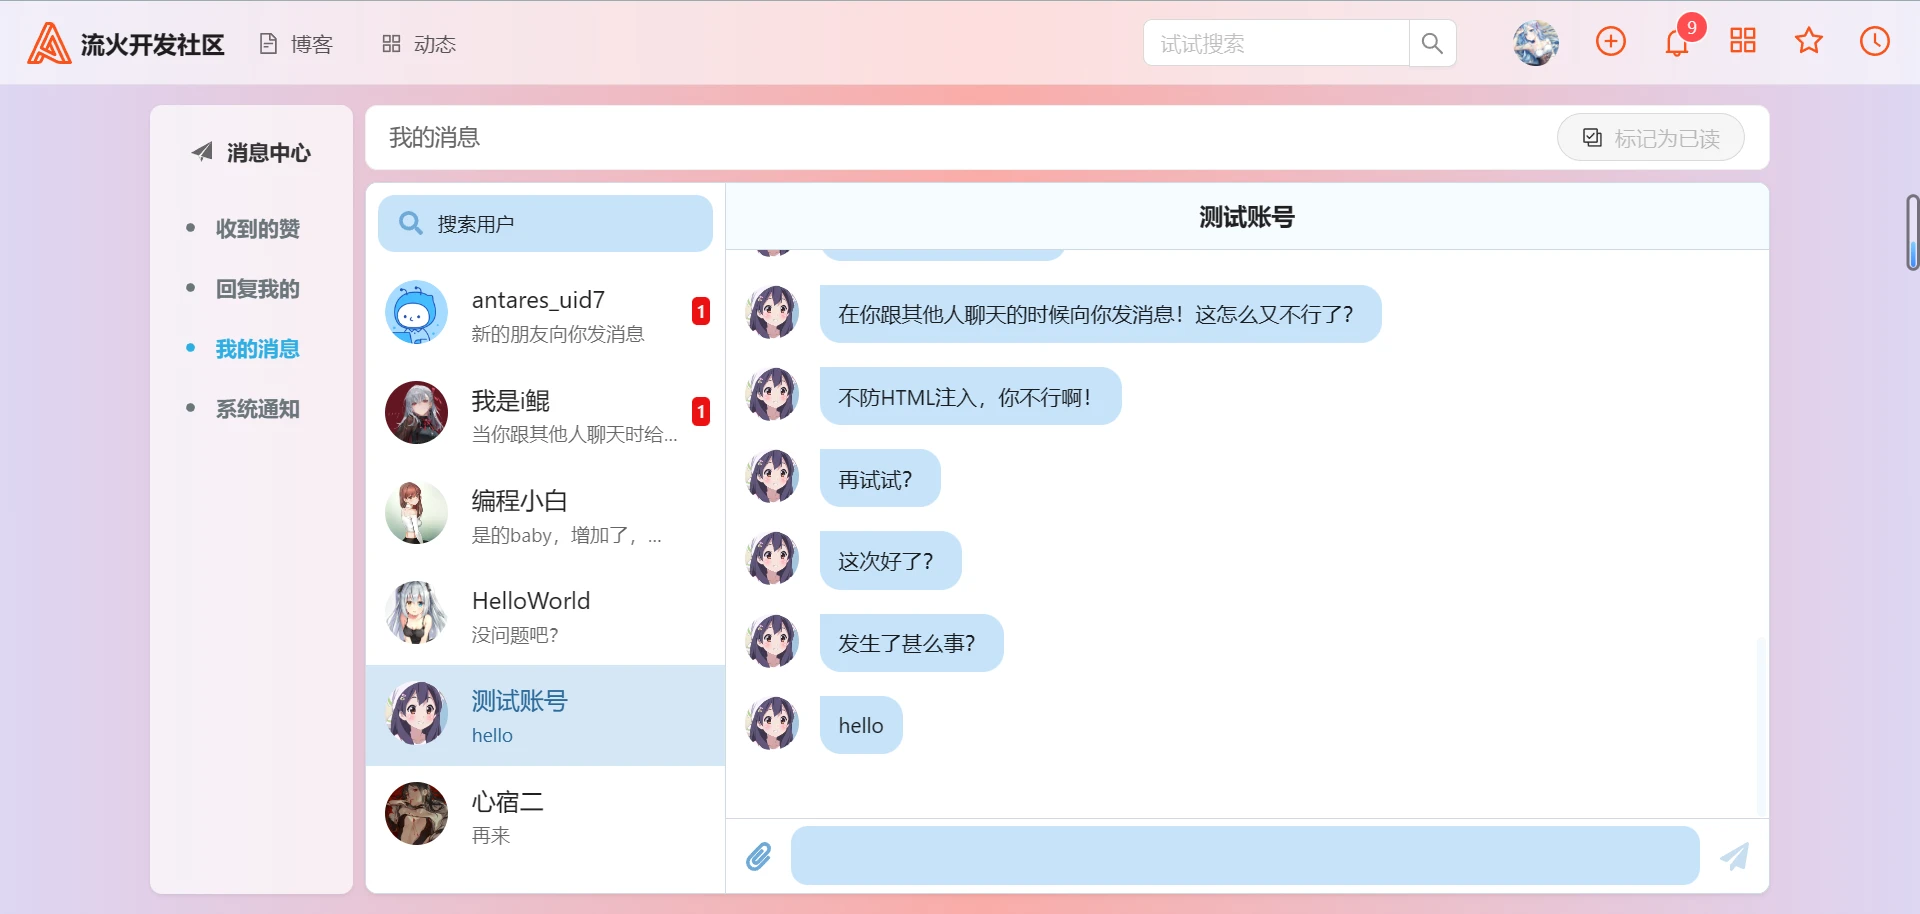 流火开发社区
博客
动态
试试搜索
9
消息中心
收到的赞
回复我的
我的消息
系统通知
我的消息
标记为已读
搜索用户
antares_uid7
新的朋友向你发消息
1
我是i鲲
当你跟其他人聊天时给...
1
编程小白
是的baby，增加了，...
HelloWorld
没问题吧？
测试账号
hello
心宿二
再来
测试账号
在你跟其他人聊天的时候向你发消息！这怎么又不行了？
不防HTML注入，你不行啊！
再试试？
这次好了？
发生了甚么事？
hello